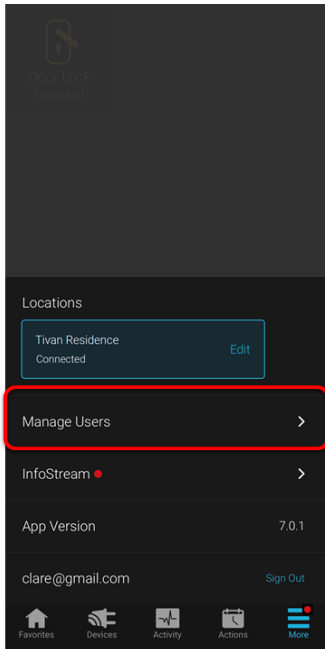 Door Lock
Unlocked
Locations
Tivan Residence
Connected
Edit
Manage Users
InfoStream
App Version
7.0.1
clare@gmail.com
Sign Out
Favorites
Devices
Activity
Actions
More